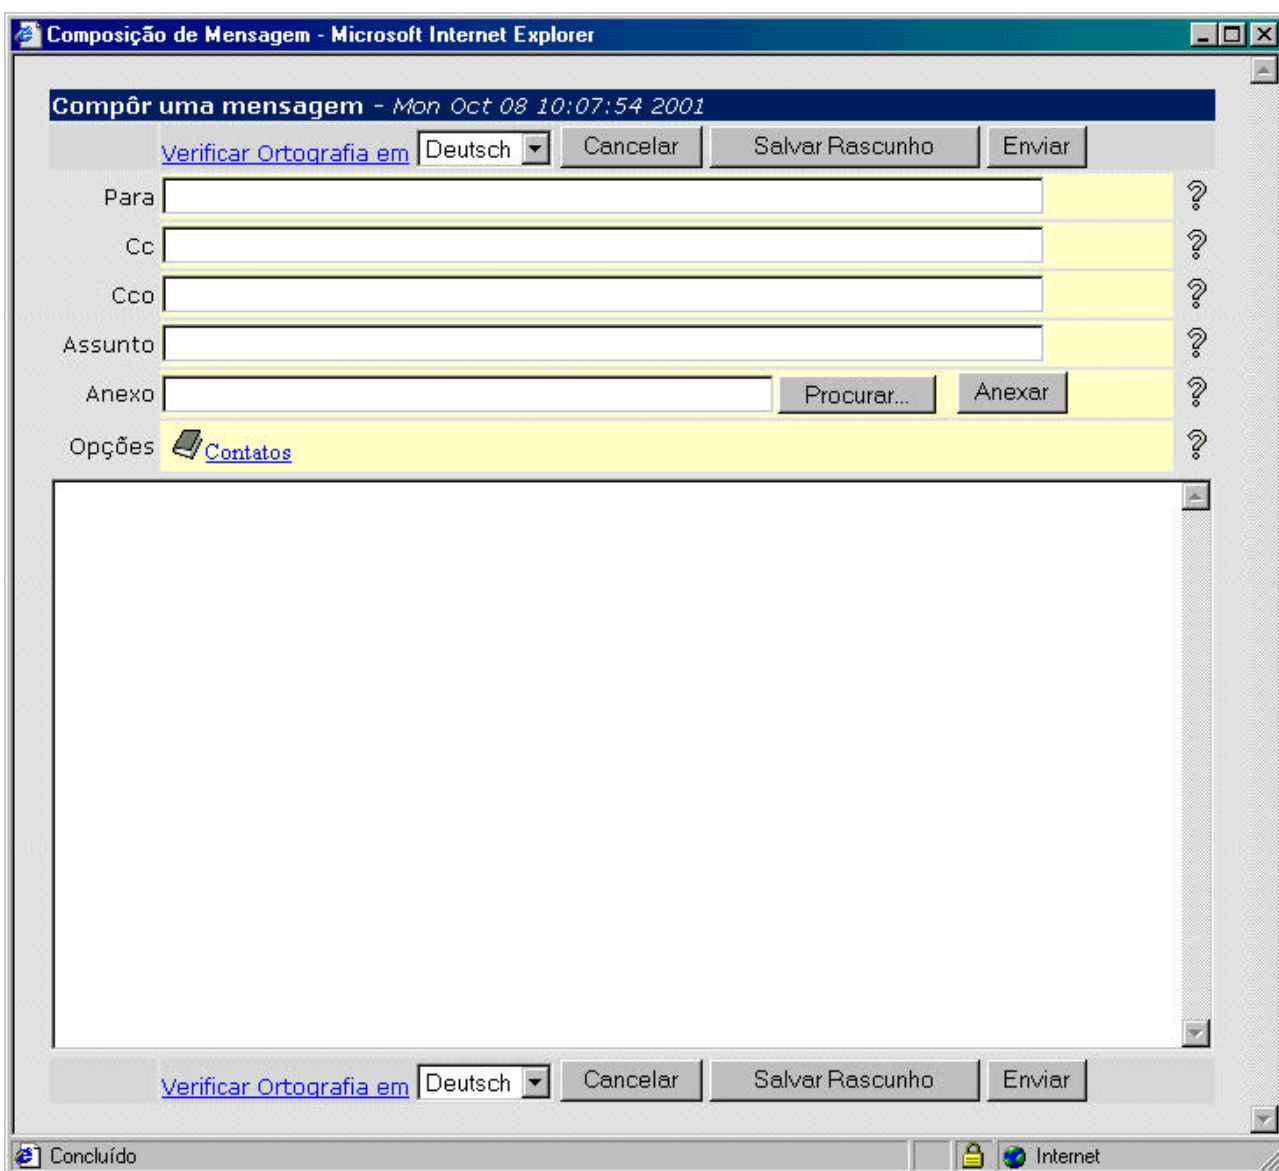 Composição de Mensagem - Microsoft Internet Explorer
Compôr uma mensagem - Mon Oct 08 10:07:54 2001
Verificar Ortografia em Deutsch Cancelar Salvar Rascunho Enviar
Para ?
Cc ?
Cco ?
Assunto ?
Anexo Procurar... Anexar ?
Opções Contatos ?
Verificar Ortografia em Deutsch Cancelar Salvar Rascunho Enviar
Concluído Internet